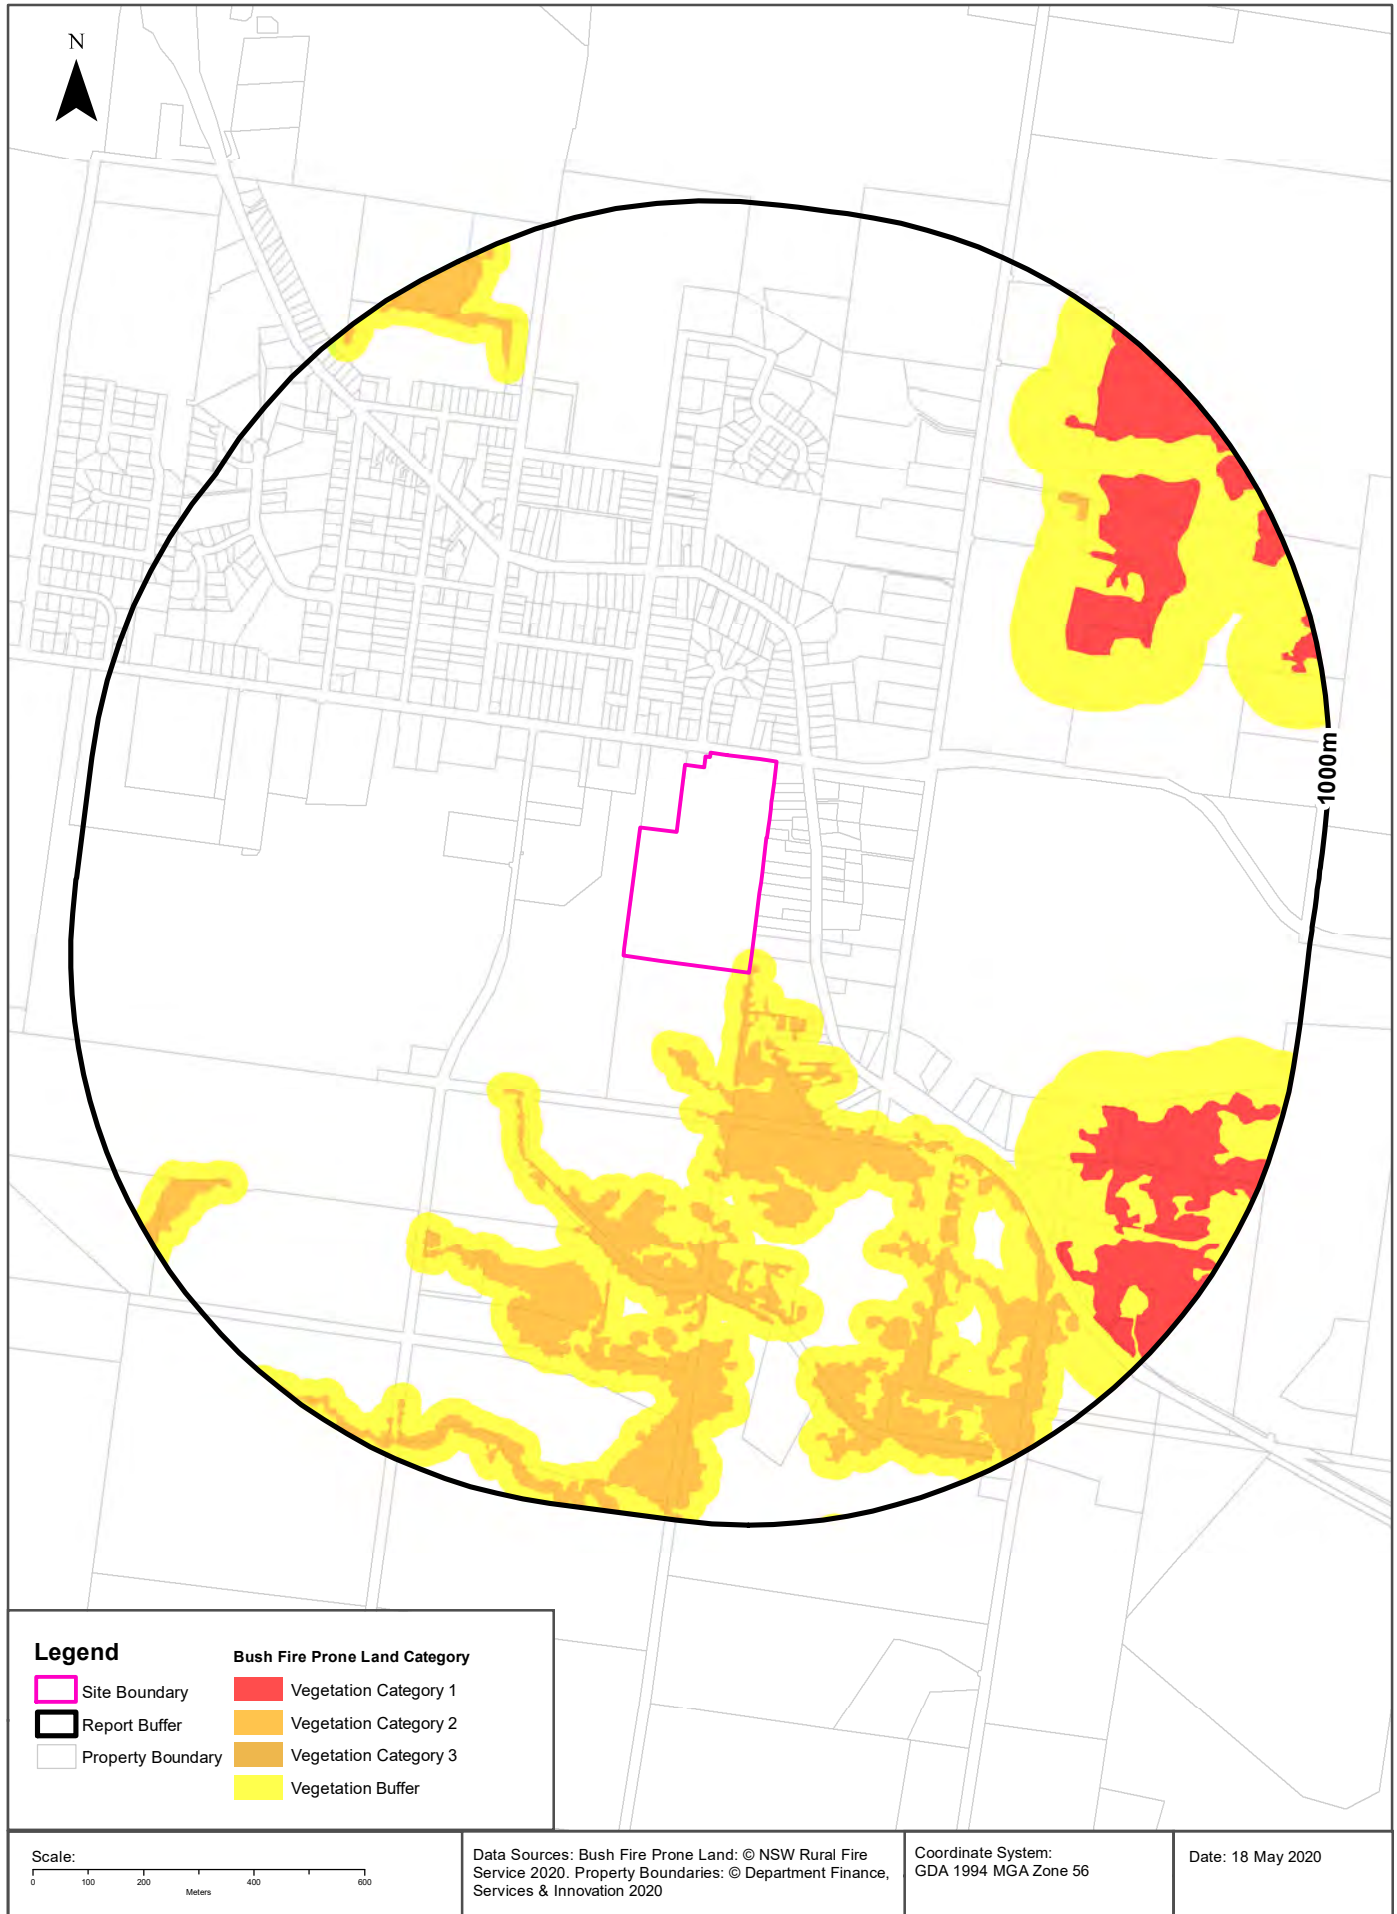 N
1000m
Legend
Site Boundary
Report Buffer
Property Boundary
Bush Fire Prone Land Category
Vegetation Category 1
Vegetation Category 2
Vegetation Category 3
Vegetation Buffer
Scale:
0 100 200 400 600
Meters
Data Sources: Bush Fire Prone Land: © NSW Rural Fire
Service 2020. Property Boundaries: © Department Finance,
Services & Innovation 2020
Coordinate System:
GDA 1994 MGA Zone 56
Date: 18 May 2020